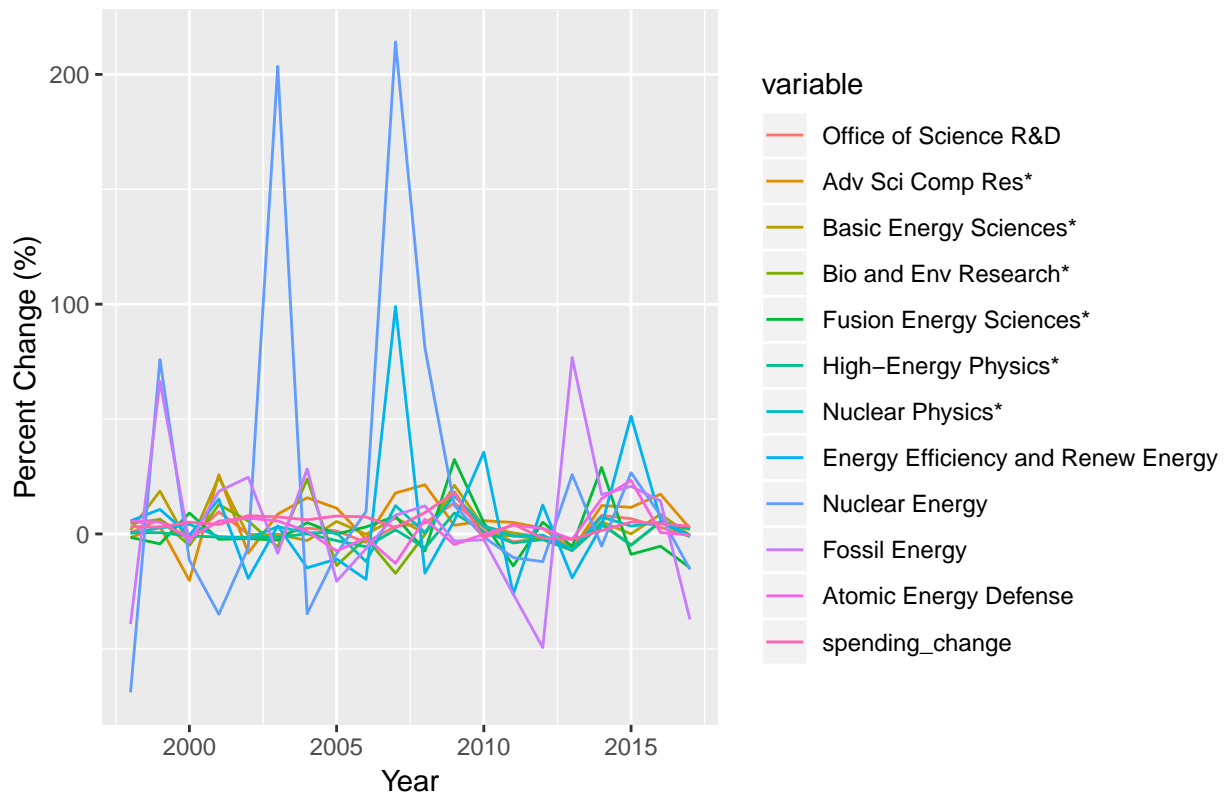 200
100
0
Percent Change (%)
2000
2005
2010
2015
Year
variable
Office of Science R&D
Adv Sci Comp Res*
Basic Energy Sciences*
Bio and Env Research*
Fusion Energy Sciences*
High−Energy Physics*
Nuclear Physics*
Energy Efficiency and Renew Energy
Nuclear Energy
Fossil Energy
Atomic Energy Defense
spending_change